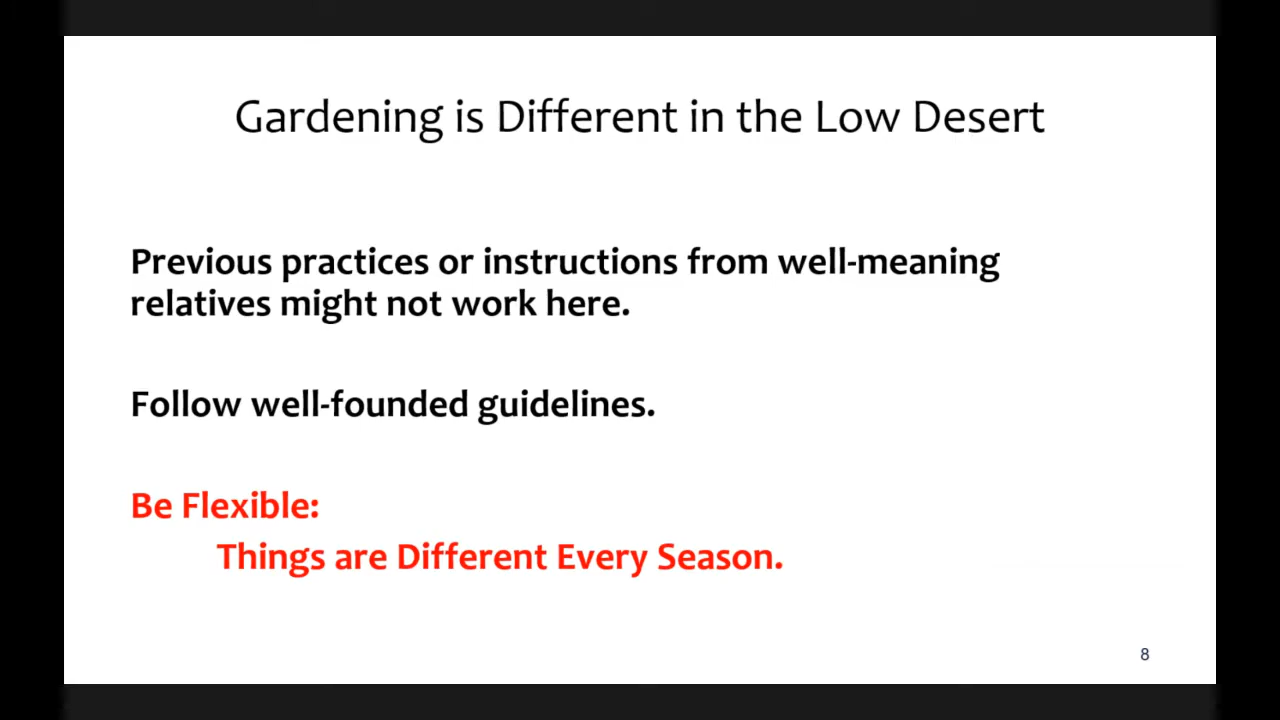 Gardening is Different in the Low Desert
Previous practices or instructions from well-meaning
relatives might not work here.
Follow well-founded guidelines.
Be Flexible:
Things are Different Every Season.
8